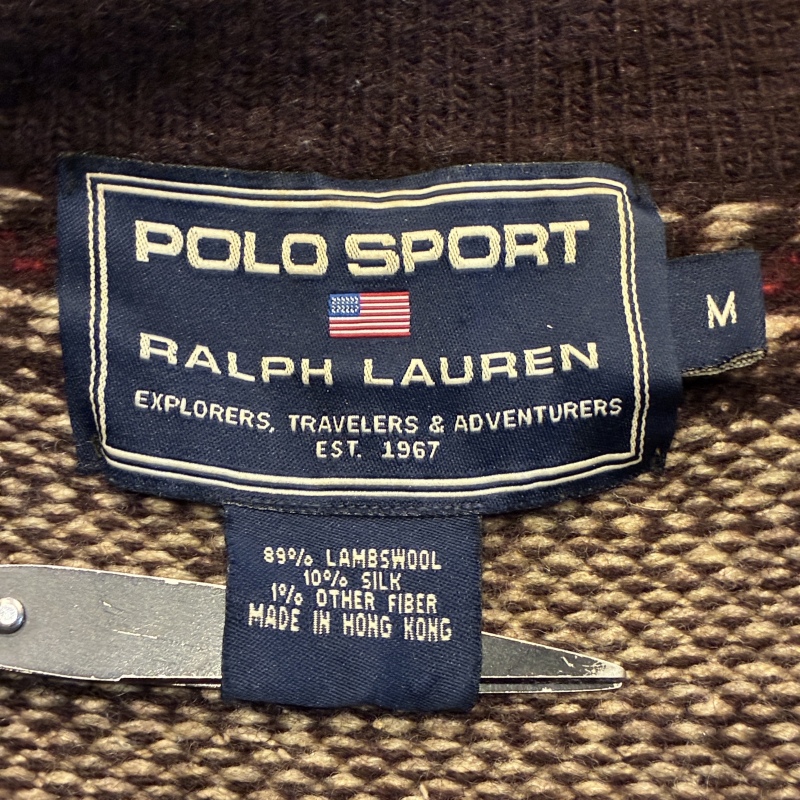 POLO SPORT
RALPH LAUREN
EXPLORERS, TRAVELERS & ADVENTURERS
EST. 1967
M
89% LAMBSWOOL
10% SILK
1% OTHER FIBER
MADE IN HONG KONG